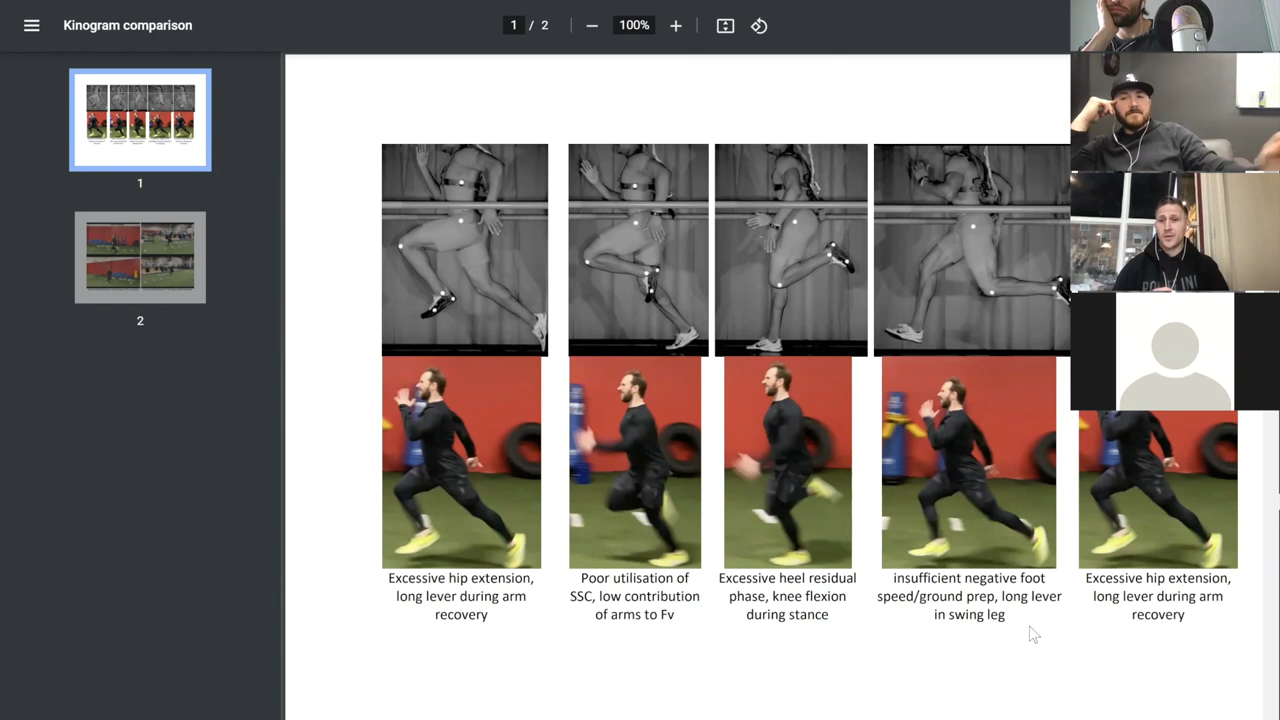 Kinogram comparison
1 / 2
100%
1
2
Excessive hip extension,
long lever during arm
recovery
Poor utilisation of
SSC, low contribution
of arms to Fv
Excessive heel residual
phase, knee flexion
during stance
insufficient negative foot
speed/ground prep, long lever
in swing leg
Excessive hip extension,
long lever during arm
recovery